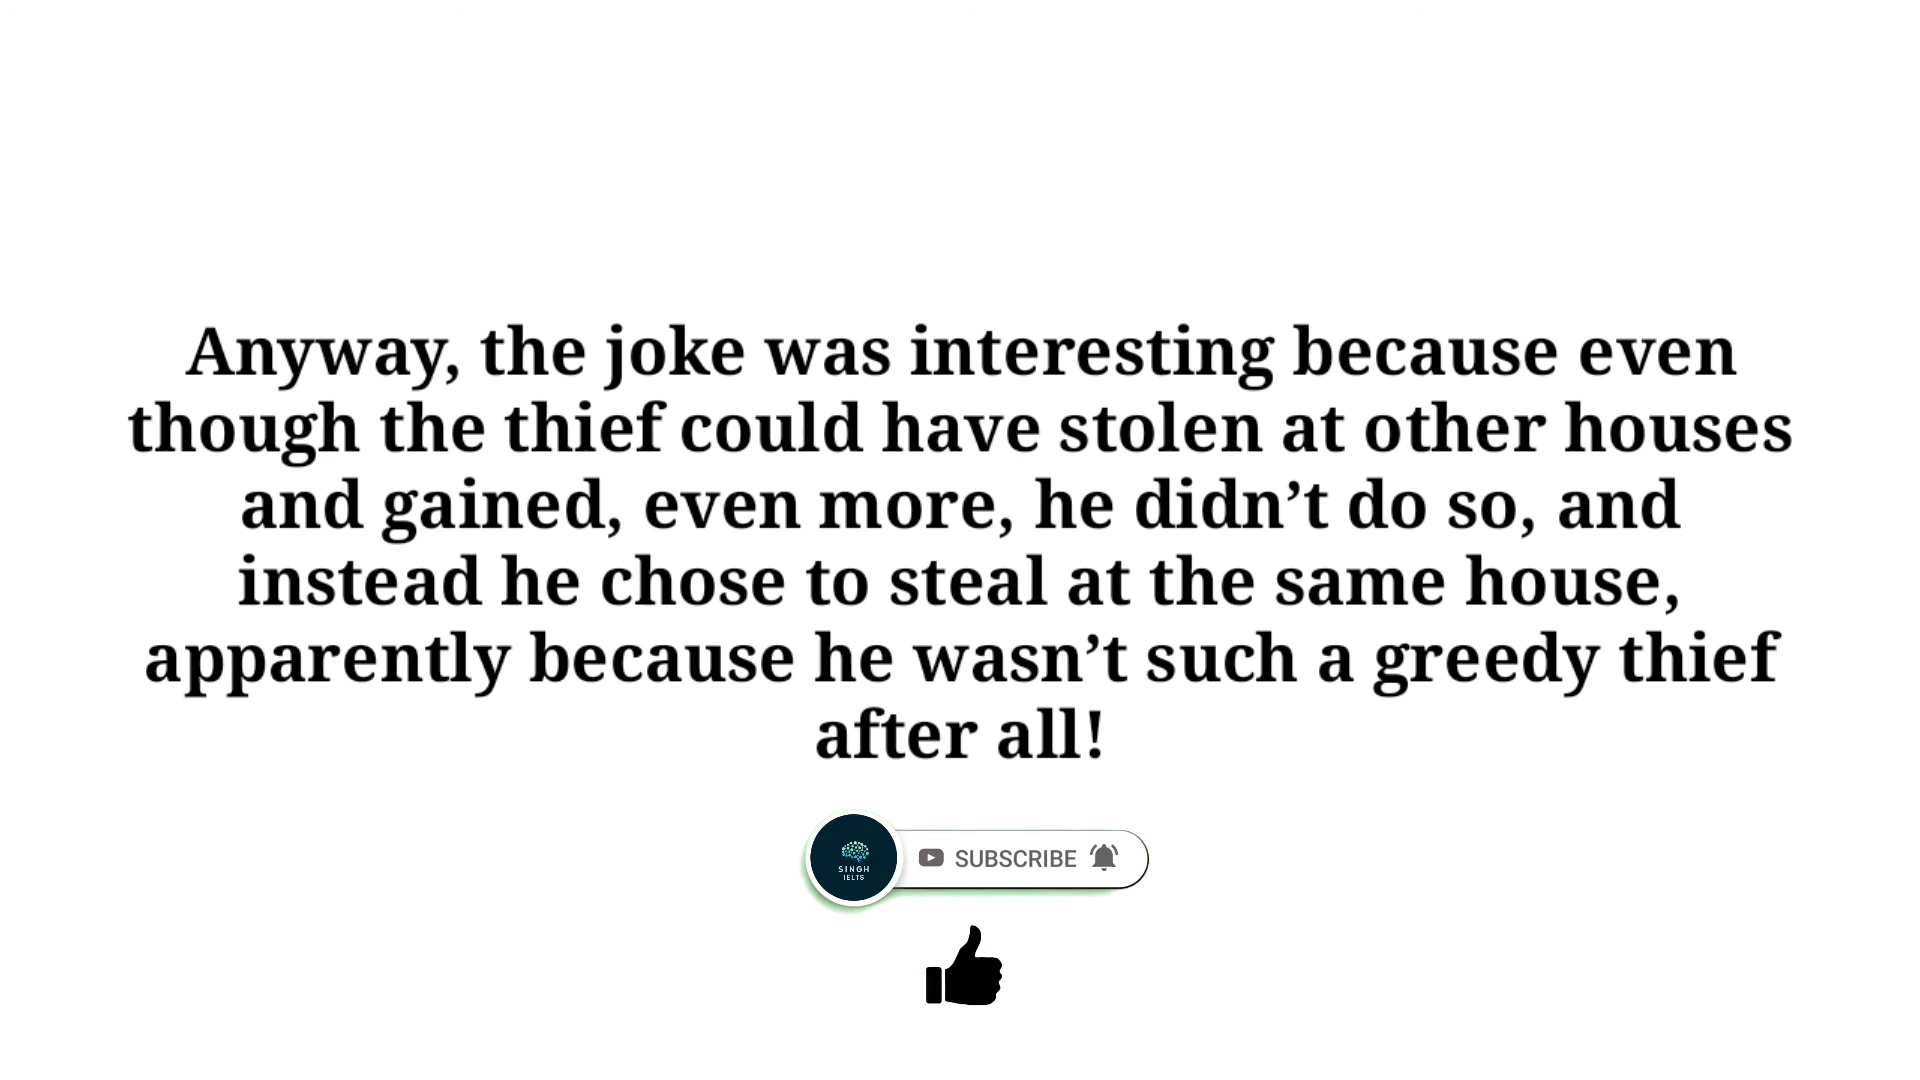 Anyway, the joke was interesting because even
though the thief could have stolen at other houses
and gained, even more, he didn’t do so, and
instead he chose to steal at the same house,
apparently because he wasn’t such a greedy thief
after all!
SINGH
IELTS
SUBSCRIBE